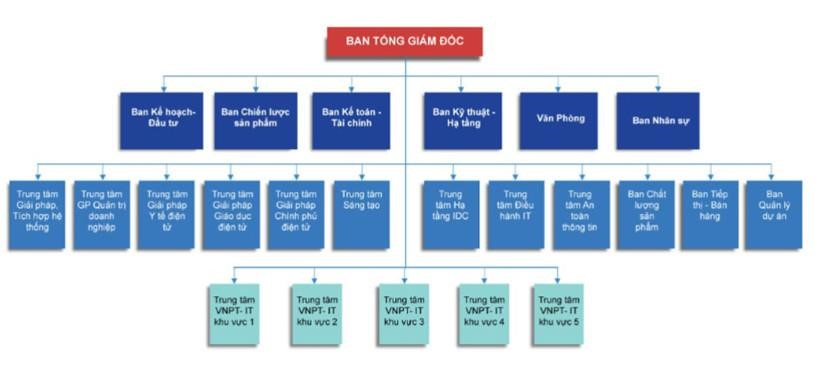 BAN TỔNG GIÁM ĐỐC
Ban Kế hoạch-
Đầu tư
Ban Chiến lược
sản phẩm
Ban Kế toán -
Tài chính
Ban Kỹ thuật -
Hạ tầng
Văn Phòng
Ban Nhân sự
Trung tâm
Giải pháp,
Tích hợp hệ
thống
Trung tâm
GP Quản trị
doanh
nghiệp
Trung tâm
Giải pháp
Y tế điện
tử
Trung tâm
Giải pháp
Giáo dục
điện tử
Trung tâm
Giải pháp
Chính phủ
điện tử
Trung tâm
Sáng tạo
Trung
tâm Hạ
tầng IDC
Trung
tâm Điều
hành IT
Trung
tâm An
toàn
thông tin
Ban Chất
lượng
sản
phẩm
Ban Tiếp
thị - Bán
hàng
Ban
Quản lý
dự án
Trung tâm
VNPT- IT
khu vực 1
Trung tâm
VNPT- IT
khu vực 2
Trung tâm
VNPT- IT
khu vực 3
Trung tâm
VNPT- IT
khu vực 4
Trung tâm
VNPT- IT
khu vực 5